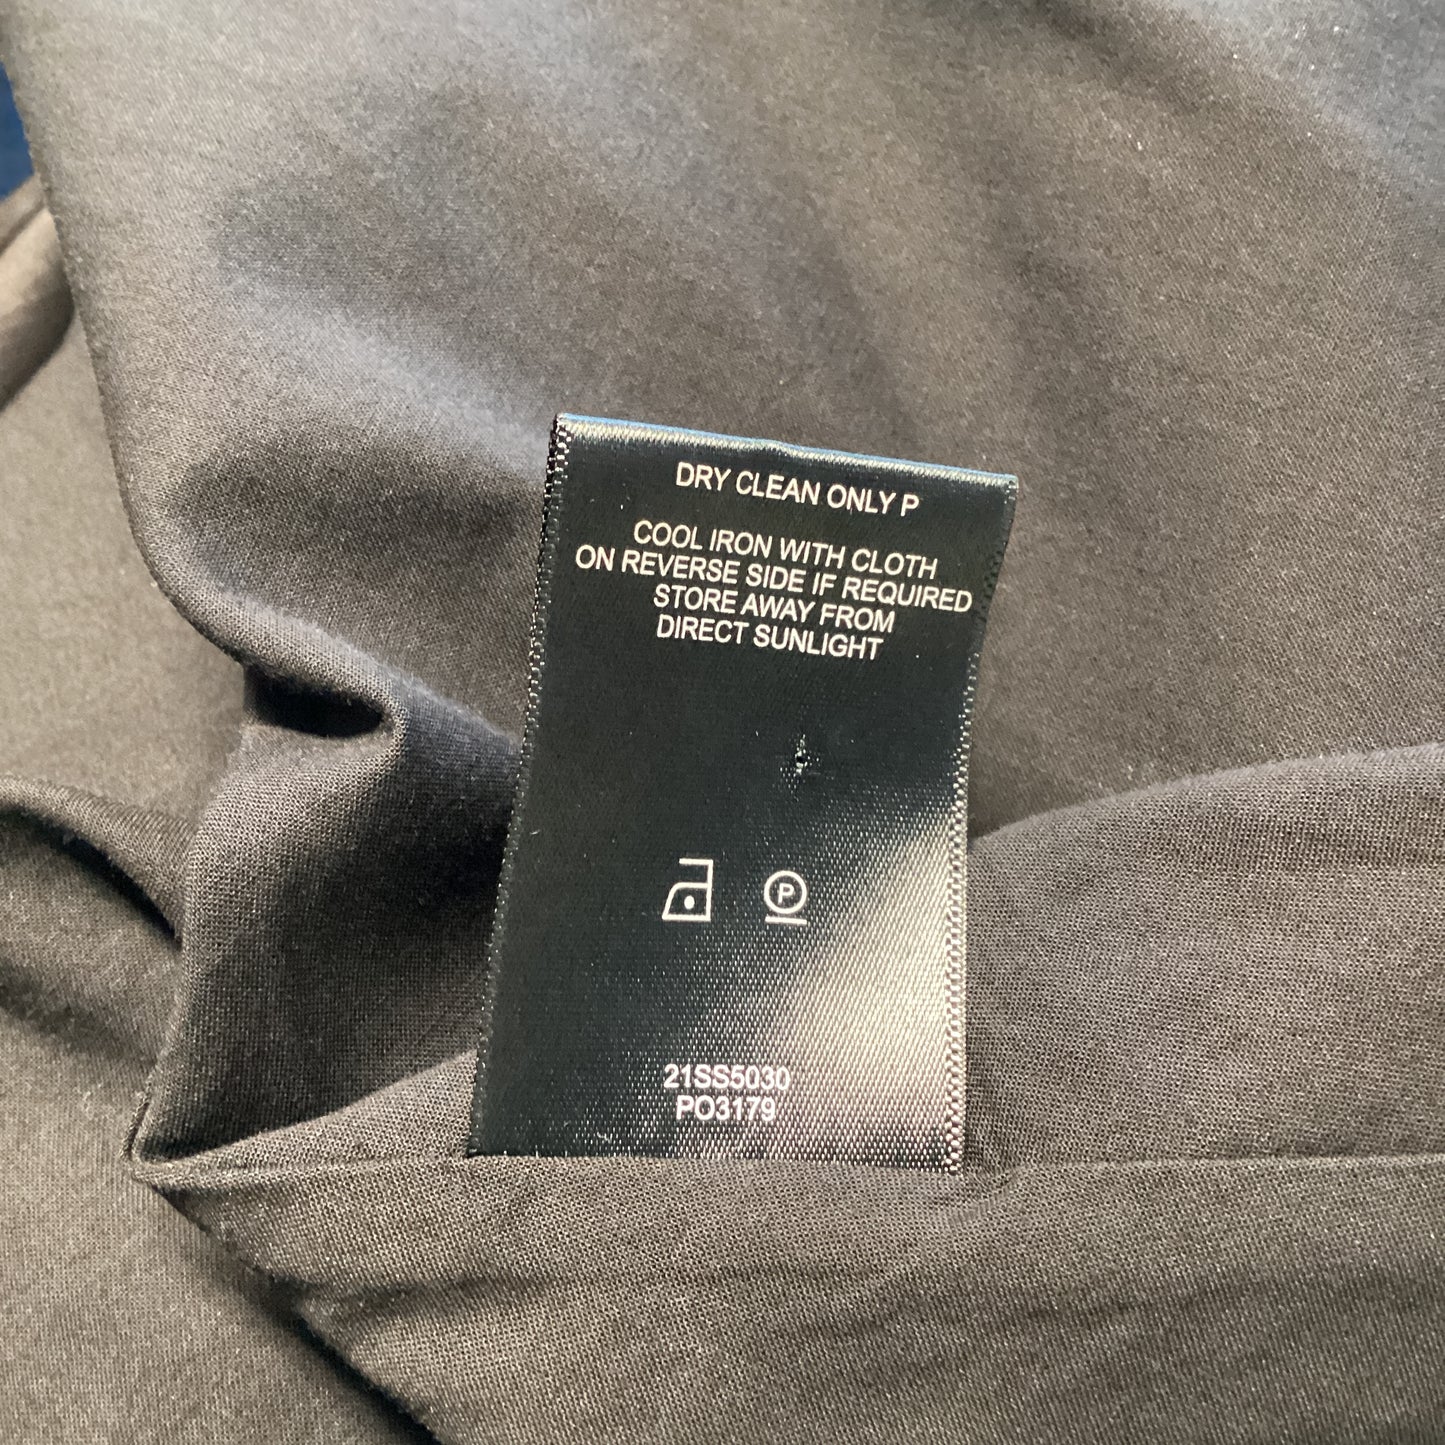 DRY CLEAN ONLY P
COOL IRON WITH CLOTH
ON REVERSE SIDE IF REQUIRED
STORE AWAY FROM
DIRECT SUNLIGHT
P
21SS5030
PO3179